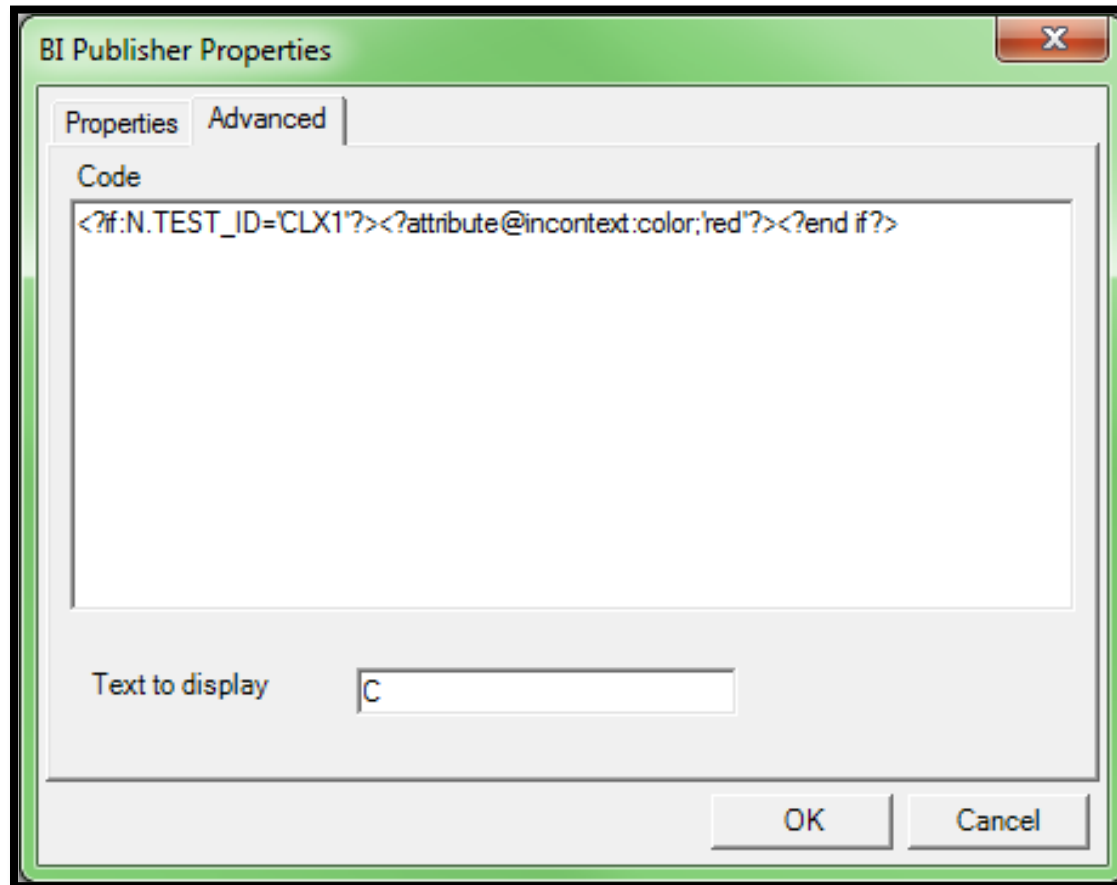 BI Publisher Properties
Properties Advanced
Code
<?if:N.TEST_ID='CLX1'?><?attribute@incontext:color;'red'?><?end if?>
Text to display C
OK Cancel